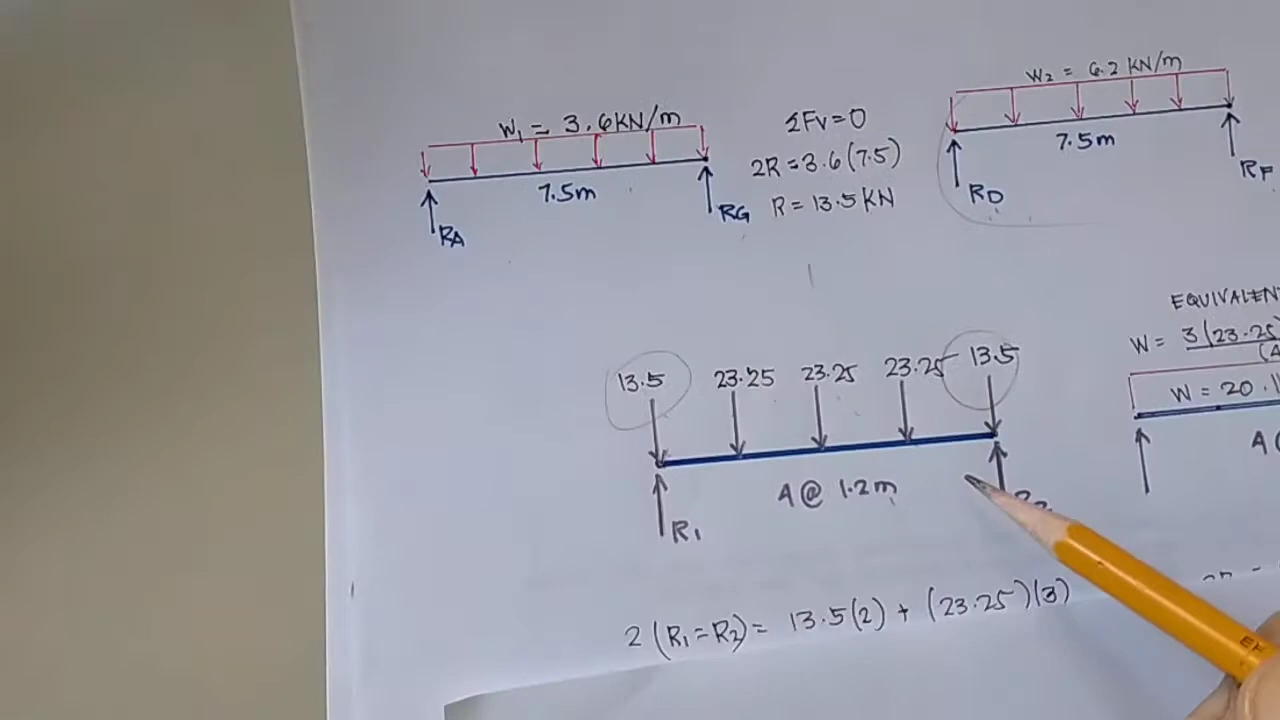 W₁ = 3.6KN/m
7.5m
RA
RG
ΣFv=0
2R=3.6(7.5)
R=13.5KN
W₂ = 6.2 KN/m
7.5m
RD
RF
13.5
23.25
23.25
23.25
13.5
R₁
4@ 1.2m
2(R₁=R₂)= 13.5(2)+(23.25)(3)
EQUIVALEN
W= 3(23.25)
W= 20.1